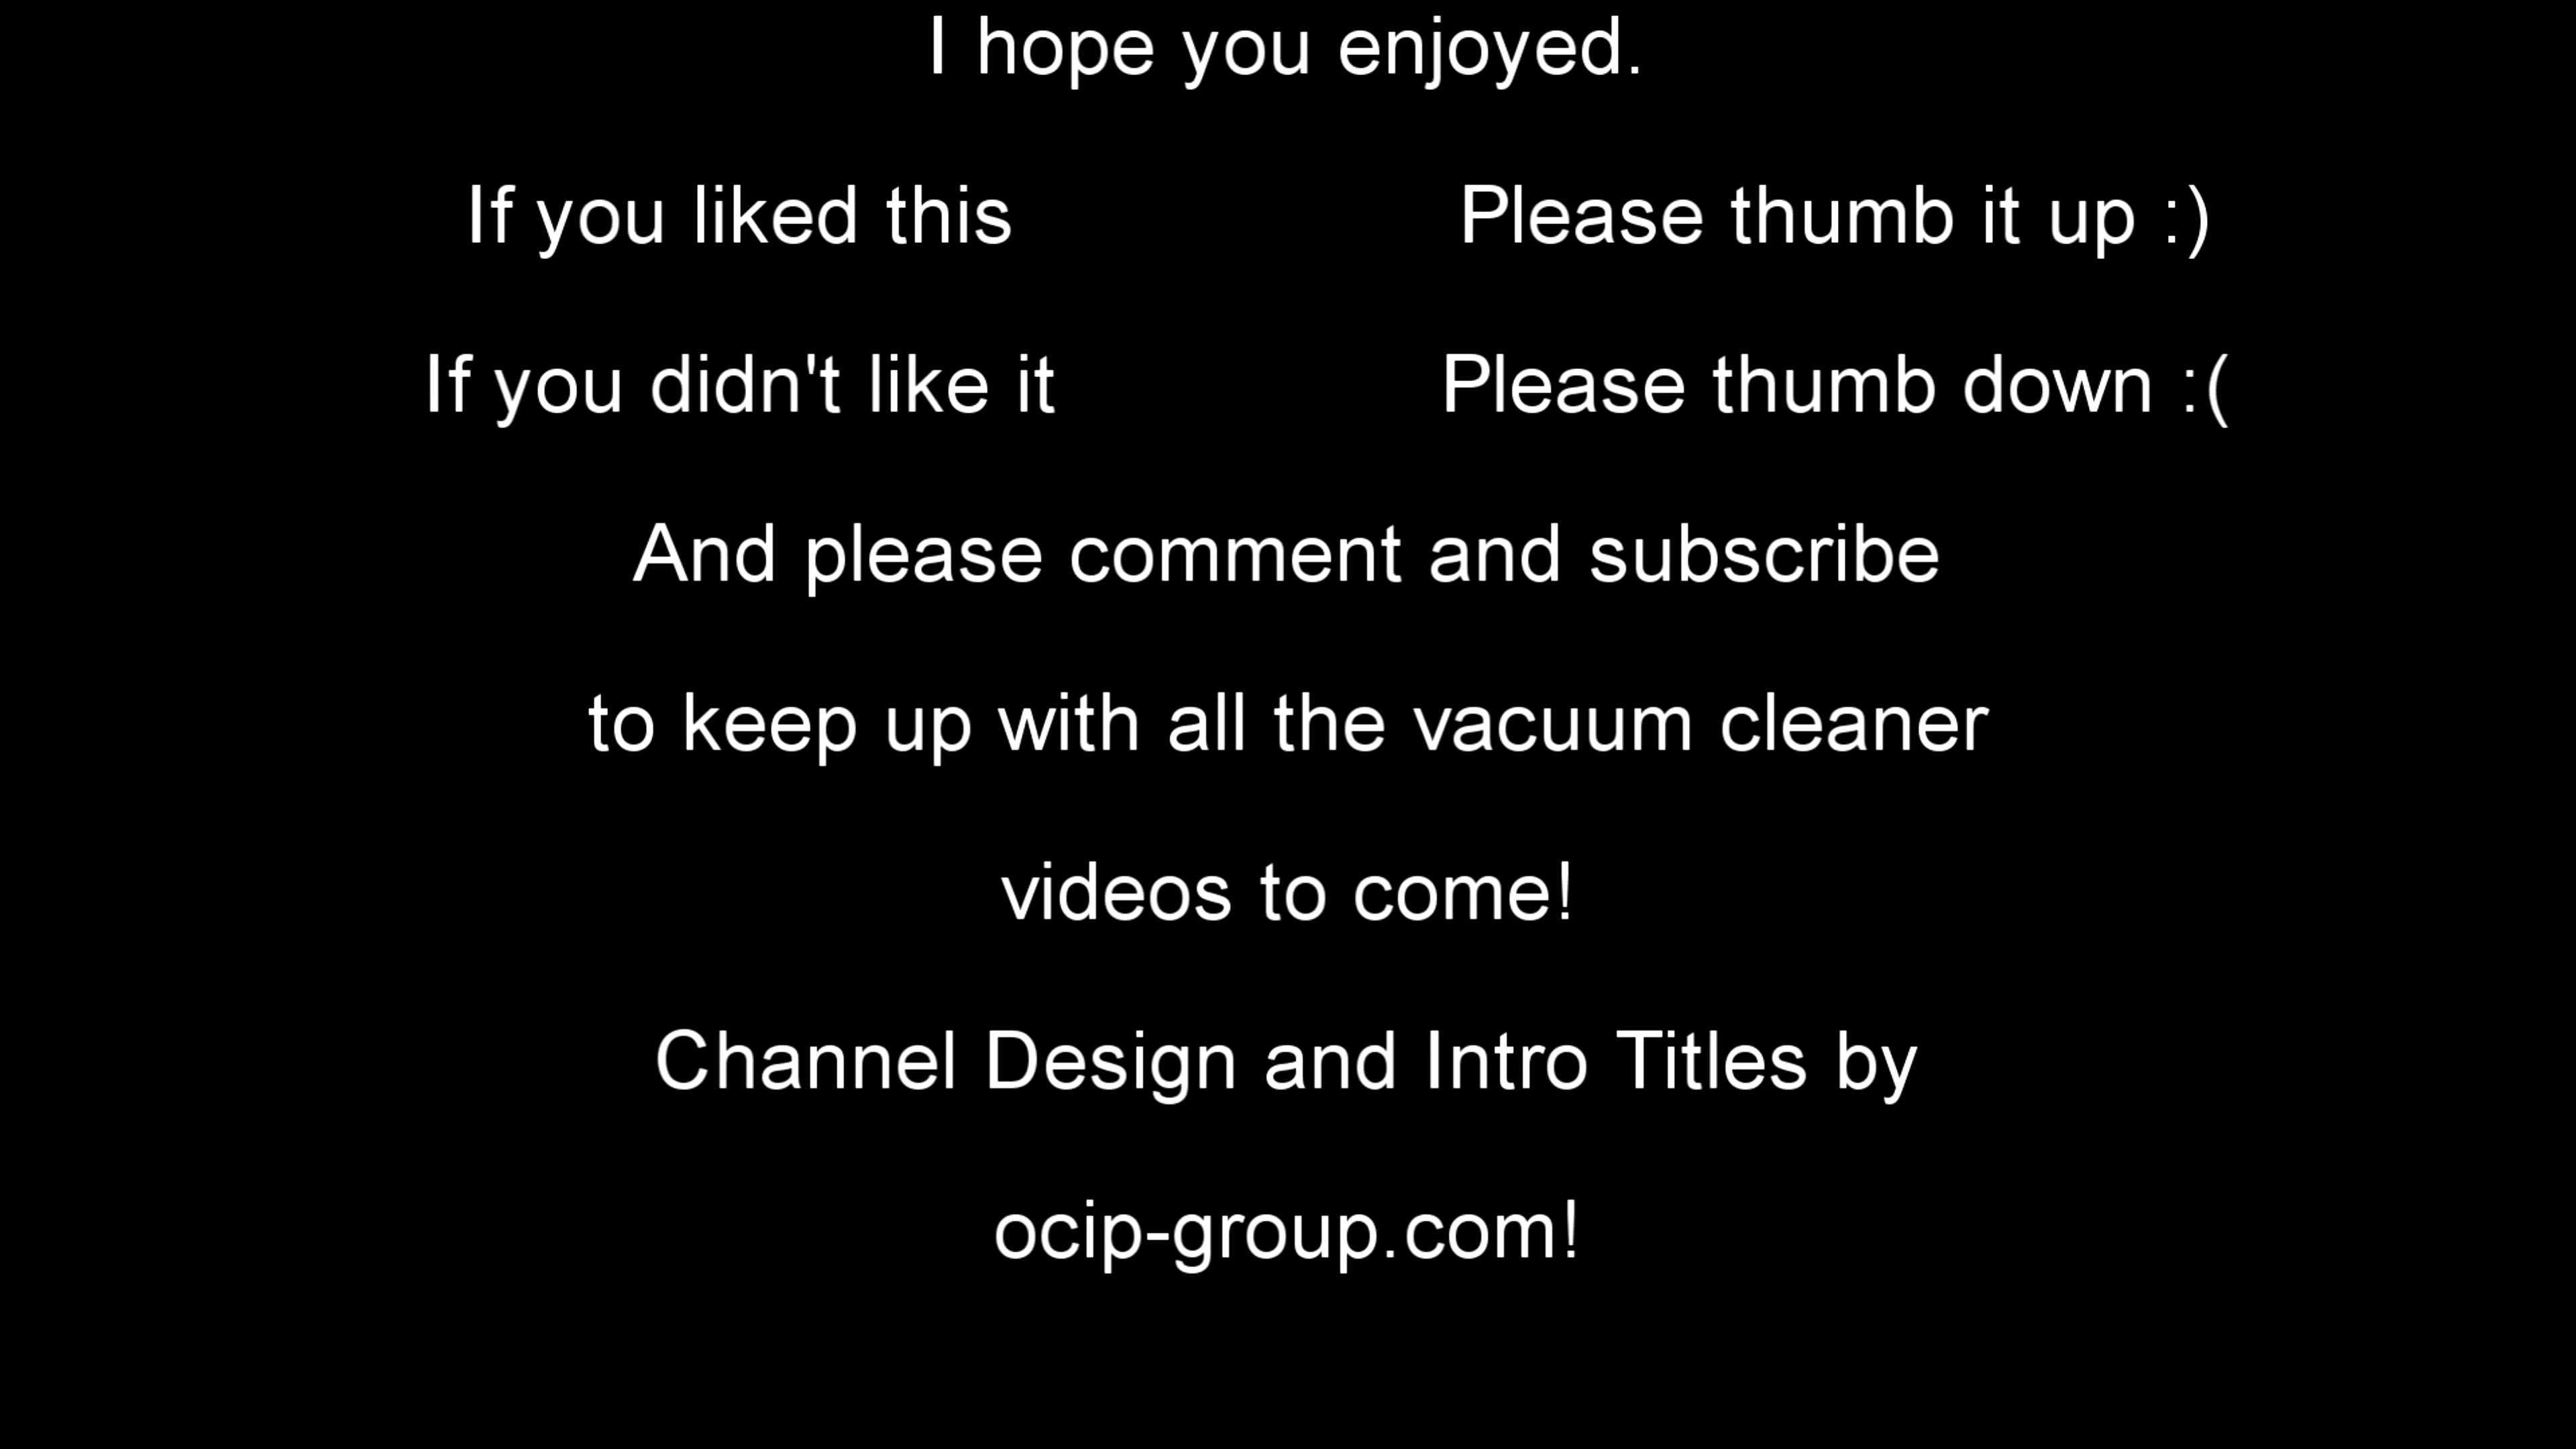 I hope you enjoyed.
If you liked this Please thumb it up :)
If you didn't like it Please thumb down :(
And please comment and subscribe
to keep up with all the vacuum cleaner
videos to come!
Channel Design and Intro Titles by
ocip-group.com!